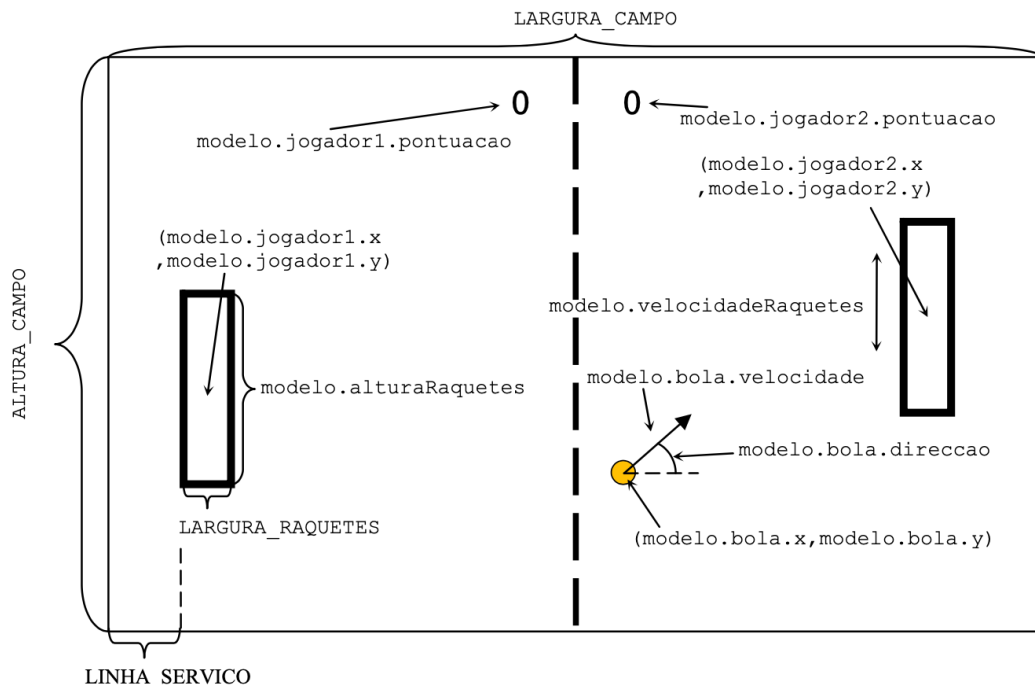 LARGURA_CAMPO
0
0
modelo.jogador1.pontuacao
modelo.jogador2.pontuacao
(modelo.jogador2.x
,modelo.jogador2.y)
(modelo.jogador1.x
,modelo.jogador1.y)
ALTURA_CAMPO
modelo.velocidadeRaquetes
modelo.alturaRaquetes
modelo.bola.velocidade
modelo.bola.direccao
LARGURA_RAQUETES
(modelo.bola.x,modelo.bola.y)
LINHA_SERVICO